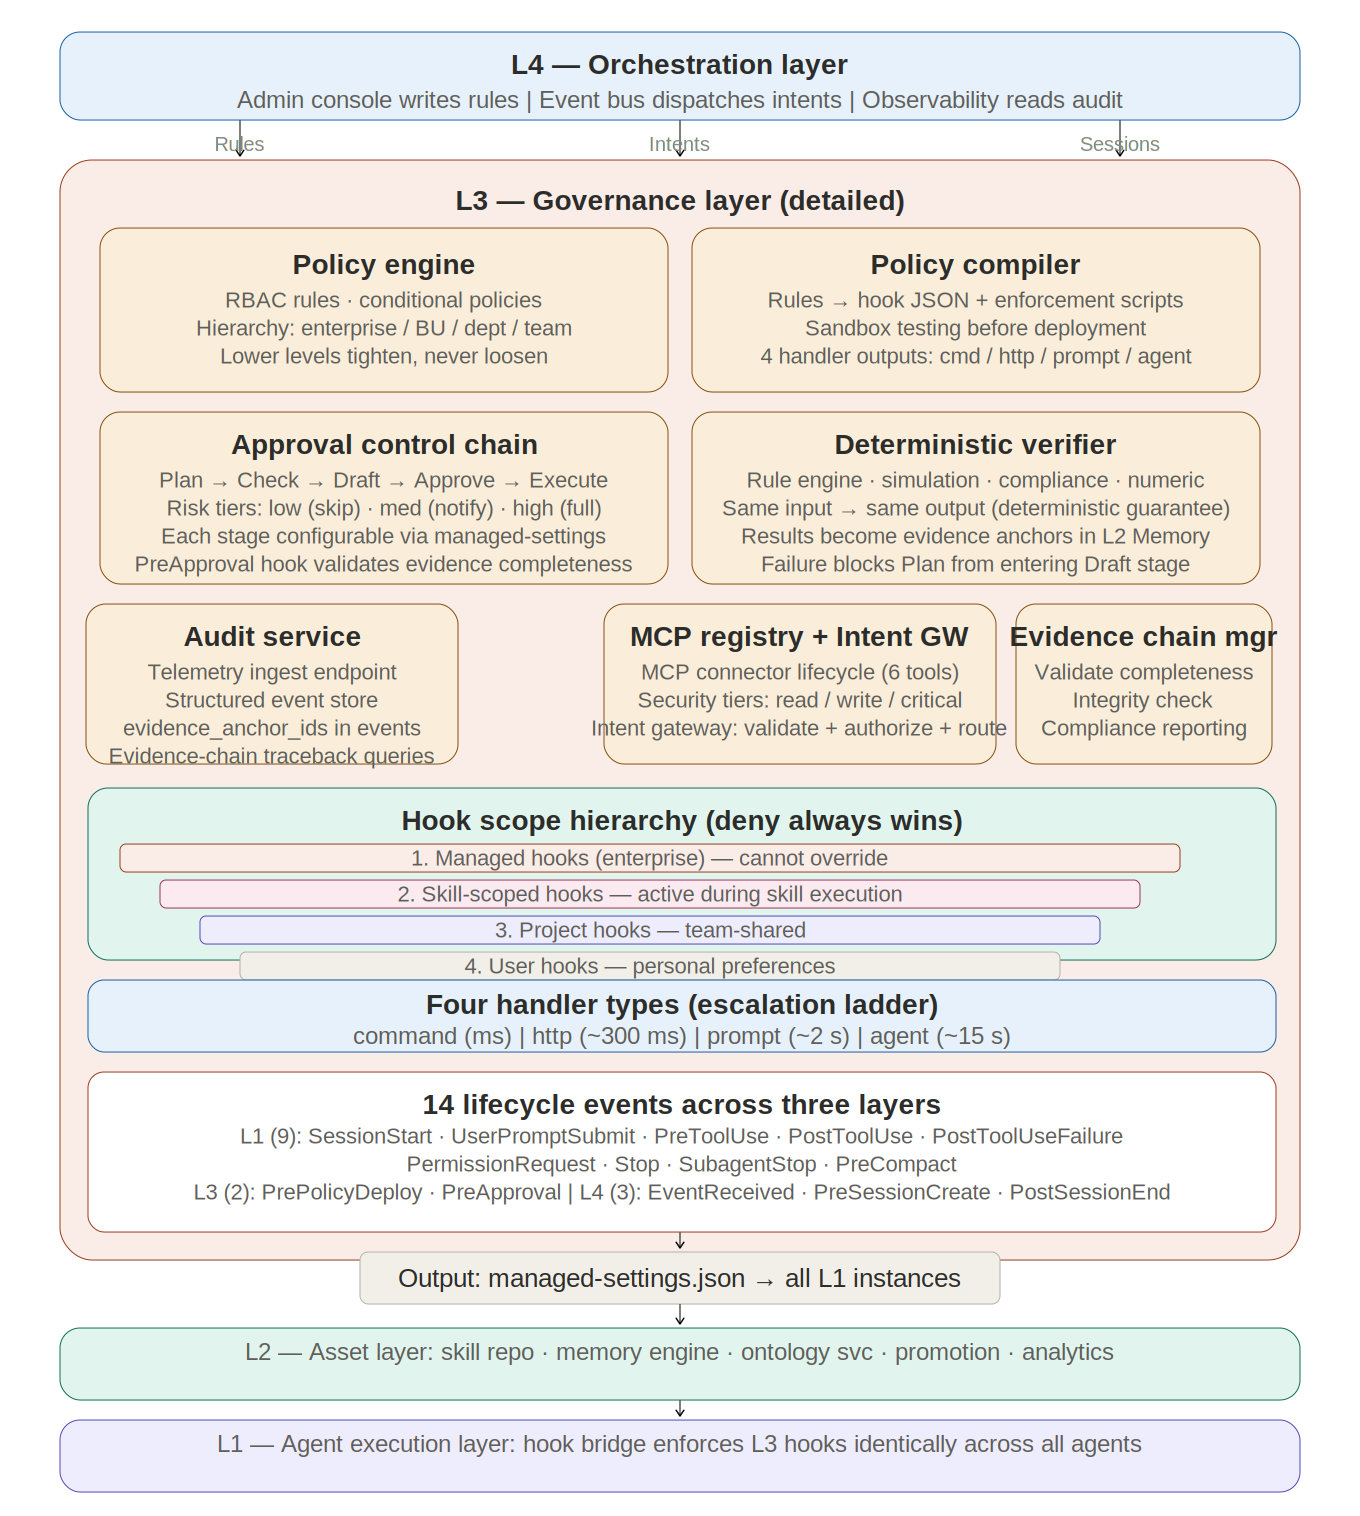 L4 — Orchestration layer
Admin console writes rules | Event bus dispatches intents | Observability reads audit
Rules
Intents
Sessions
L3 — Governance layer (detailed)
Policy engine
RBAC rules · conditional policies
Hierarchy: enterprise / BU / dept / team
Lower levels tighten, never loosen
Policy compiler
Rules → hook JSON + enforcement scripts
Sandbox testing before deployment
4 handler outputs: cmd / http / prompt / agent
Approval control chain
Plan → Check → Draft → Approve → Execute
Risk tiers: low (skip) · med (notify) · high (full)
Each stage configurable via managed-settings
PreApproval hook validates evidence completeness
Deterministic verifier
Rule engine · simulation · compliance · numeric
Same input → same output (deterministic guarantee)
Results become evidence anchors in L2 Memory
Failure blocks Plan from entering Draft stage
Audit service
Telemetry ingest endpoint
Structured event store
evidence_anchor_ids in events
Evidence-chain traceback queries
MCP registry + Intent GW
MCP connector lifecycle (6 tools)
Security tiers: read / write / critical
Intent gateway: validate + authorize + route
Evidence chain mgr
Validate completeness
Integrity check
Compliance reporting
Hook scope hierarchy (deny always wins)
1. Managed hooks (enterprise) — cannot override
2. Skill-scoped hooks — active during skill execution
3. Project hooks — team-shared
4. User hooks — personal preferences
Four handler types (escalation ladder)
command (ms) | http (~300 ms) | prompt (~2 s) | agent (~15 s)
14 lifecycle events across three layers
L1 (9): SessionStart · UserPromptSubmit · PreToolUse · PostToolUse · PostToolUseFailure
PermissionRequest · Stop · SubagentStop · PreCompact
L3 (2): PrePolicyDeploy · PreApproval | L4 (3): EventReceived · PreSessionCreate · PostSessionEnd
Output: managed-settings.json → all L1 instances
L2 — Asset layer: skill repo · memory engine · ontology svc · promotion · analytics
L1 — Agent execution layer: hook bridge enforces L3 hooks identically across all agents